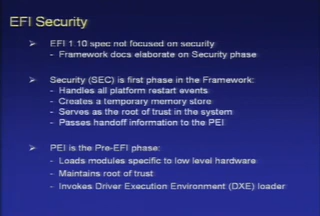 EFI Security
➢ EFI 1.10 spec not focused on security
- Framework docs elaborate on Security phase
➢ Security (SEC) is first phase in the Framework:
- Handles all platform restart events
- Creates a temporary memory store
- Serves as the root of trust in the system
- Passes handoff information to the PEI
➢ PEI is the Pre-EFI phase:
- Loads modules specific to low level hardware
- Maintains root of trust
- Invokes Driver Execution Environment (DXE) loader